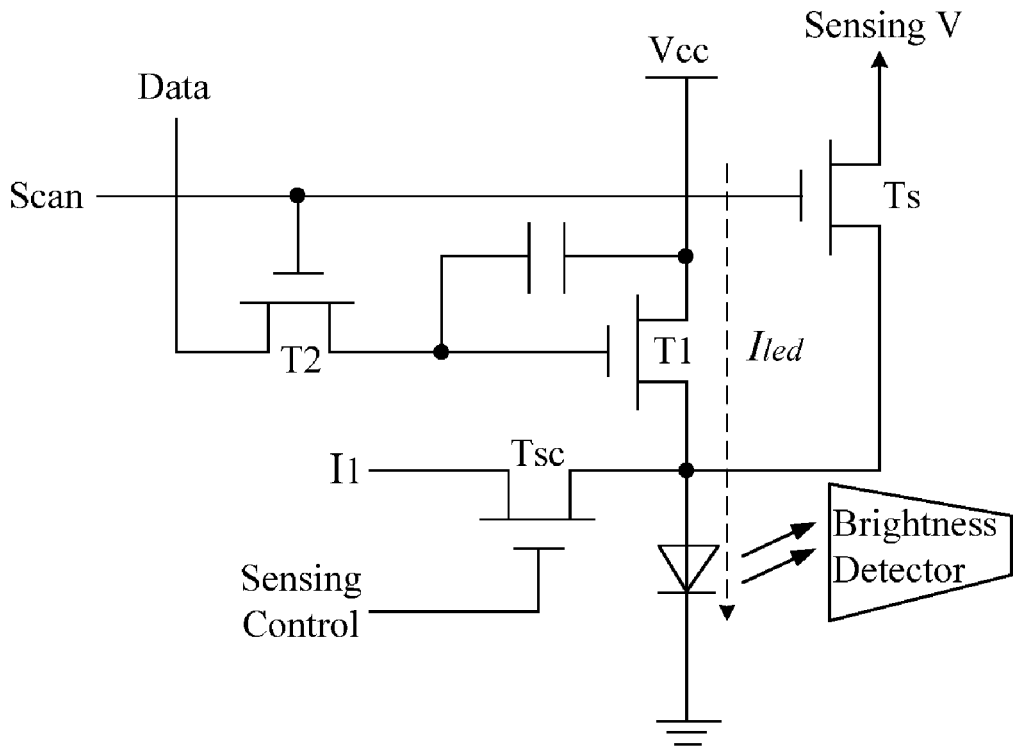 Sensing V
Vcc
Data
Scan
Ts
T2
T1
Iled
Tsc
I1
Brightness
Detector
Sensing
Control